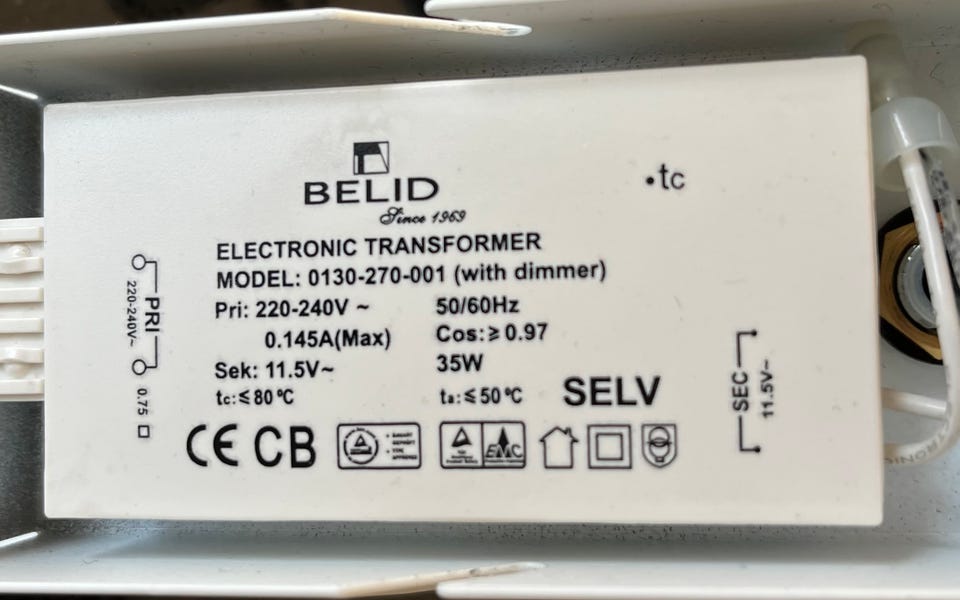 BELID
Since 1969
.tc
ELECTRONIC TRANSFORMER
MODEL: 0130-270-001 (with dimmer)
Pri: 220-240V ~ 50/60Hz
0.145A(Max) Cos:≥0.97
Sek: 11.5V~ 35W
tc:≤80℃ ta:≤50℃ SELV
PRI
220-240V~
0.75
SEC
11.5V~
CE CB
EMC